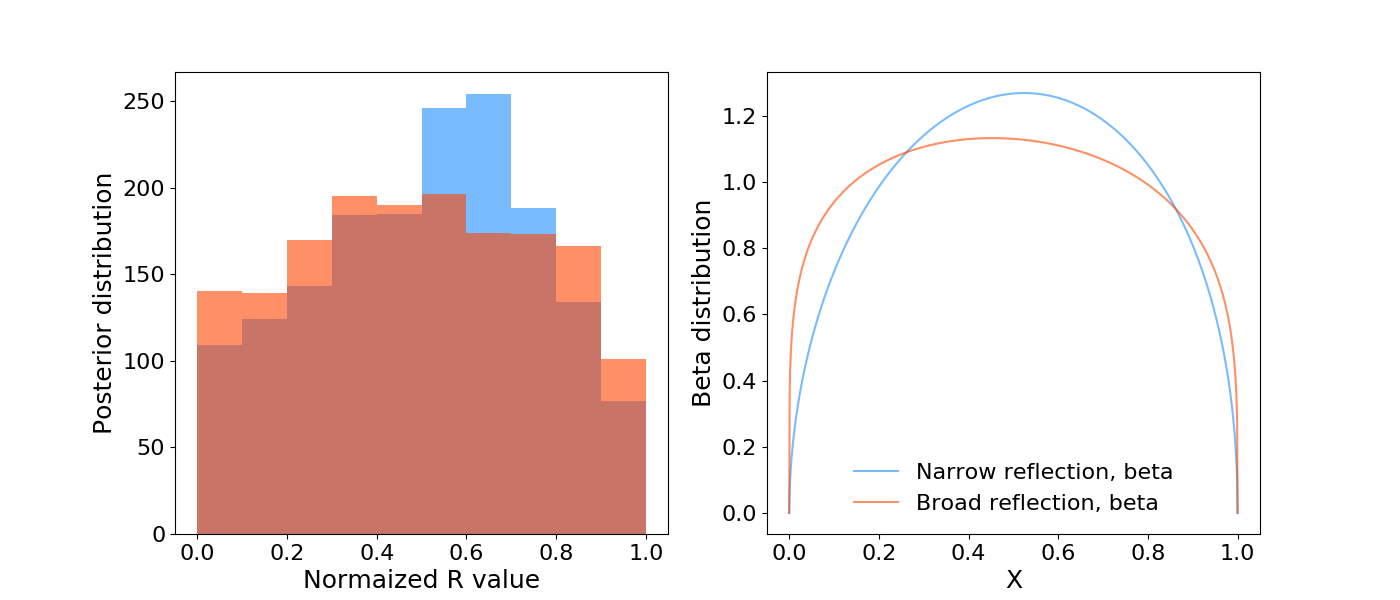 Posterior distribution
250
200
150
100
50
0
0.0 0.2 0.4 0.6 0.8 1.0
Normaized R value
Beta distribution
1.2
1.0
0.8
0.6
0.4
0.2
0.0
Narrow reflection, beta
Broad reflection, beta
0.0 0.2 0.4 0.6 0.8 1.0
X